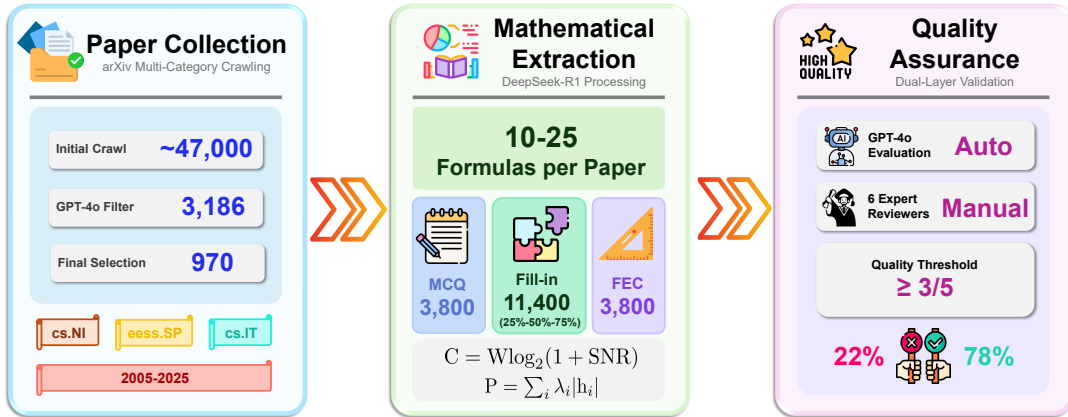 Paper Collection
arXiv Multi-Category Crawling
Initial Crawl ~47,000
GPT-4o Filter 3,186
Final Selection 970
cs.NI eess.SP cs.IT
2005-2025
Mathematical
Extraction
DeepSeek-R1 Processing
10-25
Formulas per Paper
MCQ
3,800
Fill-in
11,400
(25%-50%-75%)
FEC
3,800
C = Wlog₂(1 + SNR)
P = ∑ᵢ λᵢ|hᵢ|
HIGH
QUALITY
Quality
Assurance
Dual-Layer Validation
AI
GPT-4o
Evaluation
Auto
6 Expert
Reviewers
Manual
Quality Threshold
≥ 3/5
22% 78%